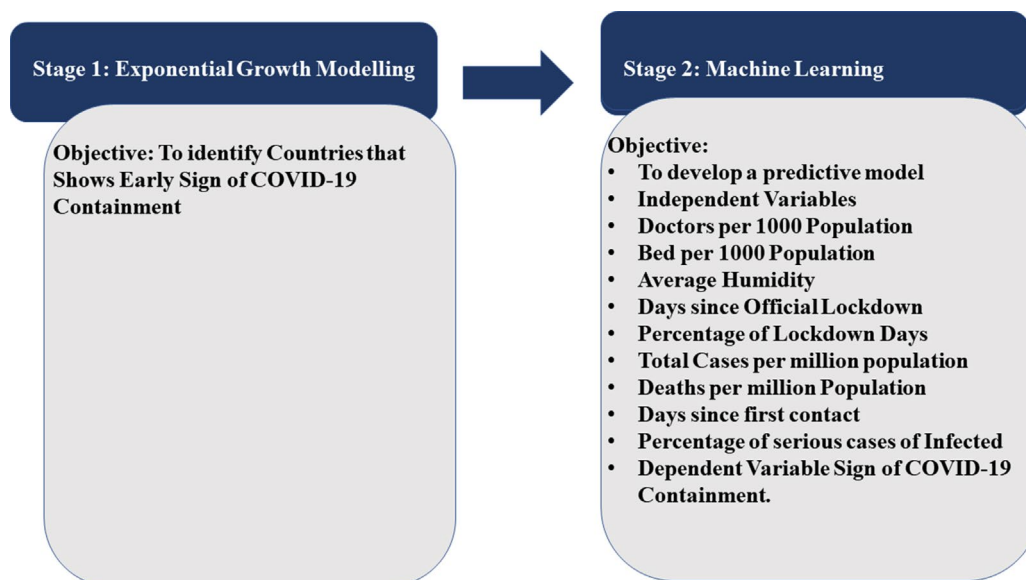 Stage 1: Exponential Growth Modelling
Objective: To identify Countries that
Shows Early Sign of COVID-19
Containment
Stage 2: Machine Learning
Objective:
• To develop a predictive model
• Independent Variables
• Doctors per 1000 Population
• Bed per 1000 Population
• Average Humidity
• Days since Official Lockdown
• Percentage of Lockdown Days
• Total Cases per million population
• Deaths per million Population
• Days since first contact
• Percentage of serious cases of Infected
• Dependent Variable Sign of COVID-19
Containment.